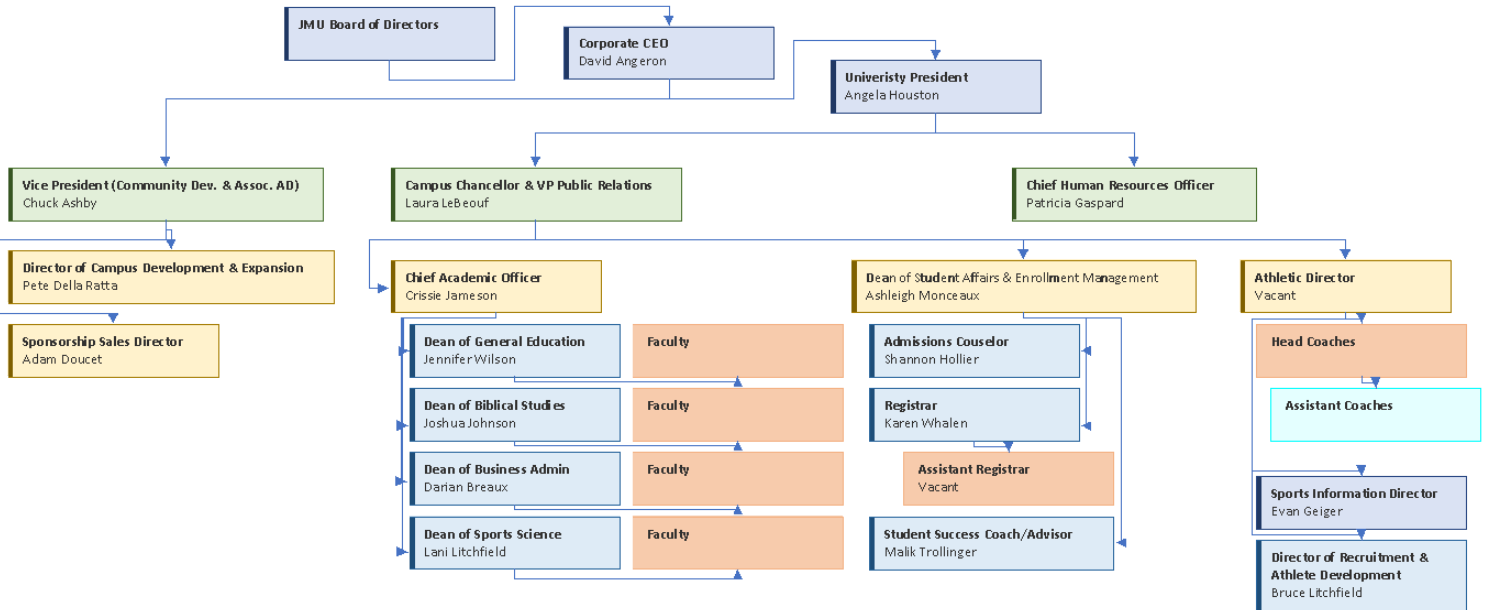 JMU Board of Directors
Corporate CEO
David Angeron
Univeristy President
Angela Houston
Vice President (Community Dev. & Assoc. AD)
Chuck Ashby
Campus Chancellor & VP Public Relations
Laura LeBeouf
Chief Human Resources Officer
Patricia Gaspard
Director of Campus Development & Expansion
Pete Della Ratta
Sponsorship Sales Director
Adam Doucet
Chief Academic Officer
Crissie Jameson
Dean of General Education
Jennifer Wilson
Faculty
Dean of Biblical Studies
Joshua Johnson
Faculty
Dean of Business Admin
Darian Breaux
Faculty
Dean of Sports Science
Lani Litchfield
Faculty
Dean of Student Affairs & Enrollment Management
Ashleigh Monceaux
Admissions Couselor
Shannon Hollier
Registrar
Karen Whalen
Assistant Registrar
Vacant
Student Success Coach/Advisor
Malik Trollinger
Athletic Director
Vacant
Head Coaches
Assistant Coaches
Sports Information Director
Evan Geiger
Director of Recruitment &
Athlete Development
Bruce Litchfield